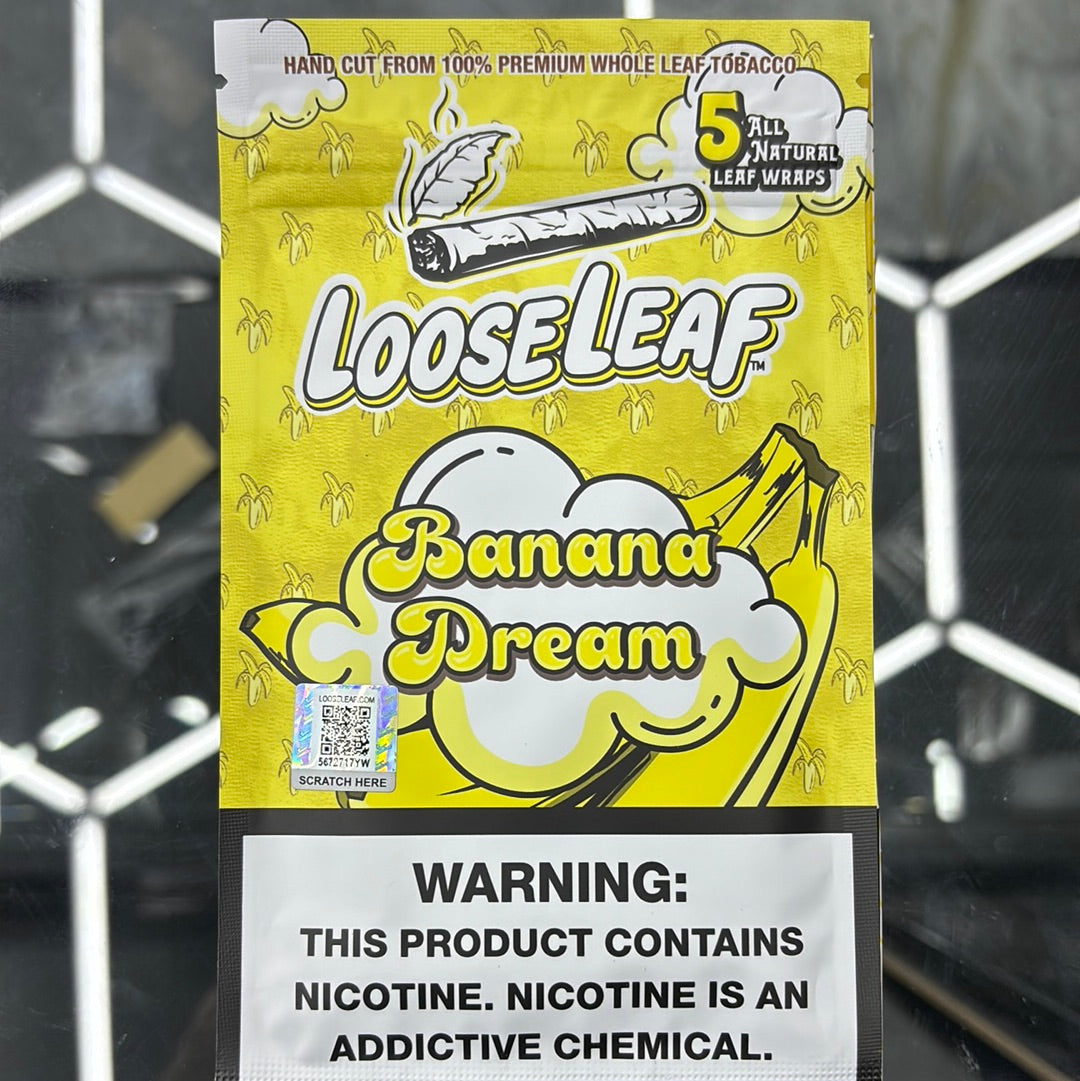 HAND CUT FROM 100% PREMIUM WHOLE LEAF TOBACCO
5 ALL
NATURAL
LEAF WRAPS
LOOSELEAF™
Banana
Dream
LOOSELEAF.COM
5672717YW
SCRATCH HERE
WARNING:
THIS PRODUCT CONTAINS
NICOTINE. NICOTINE IS AN
ADDICTIVE CHEMICAL.